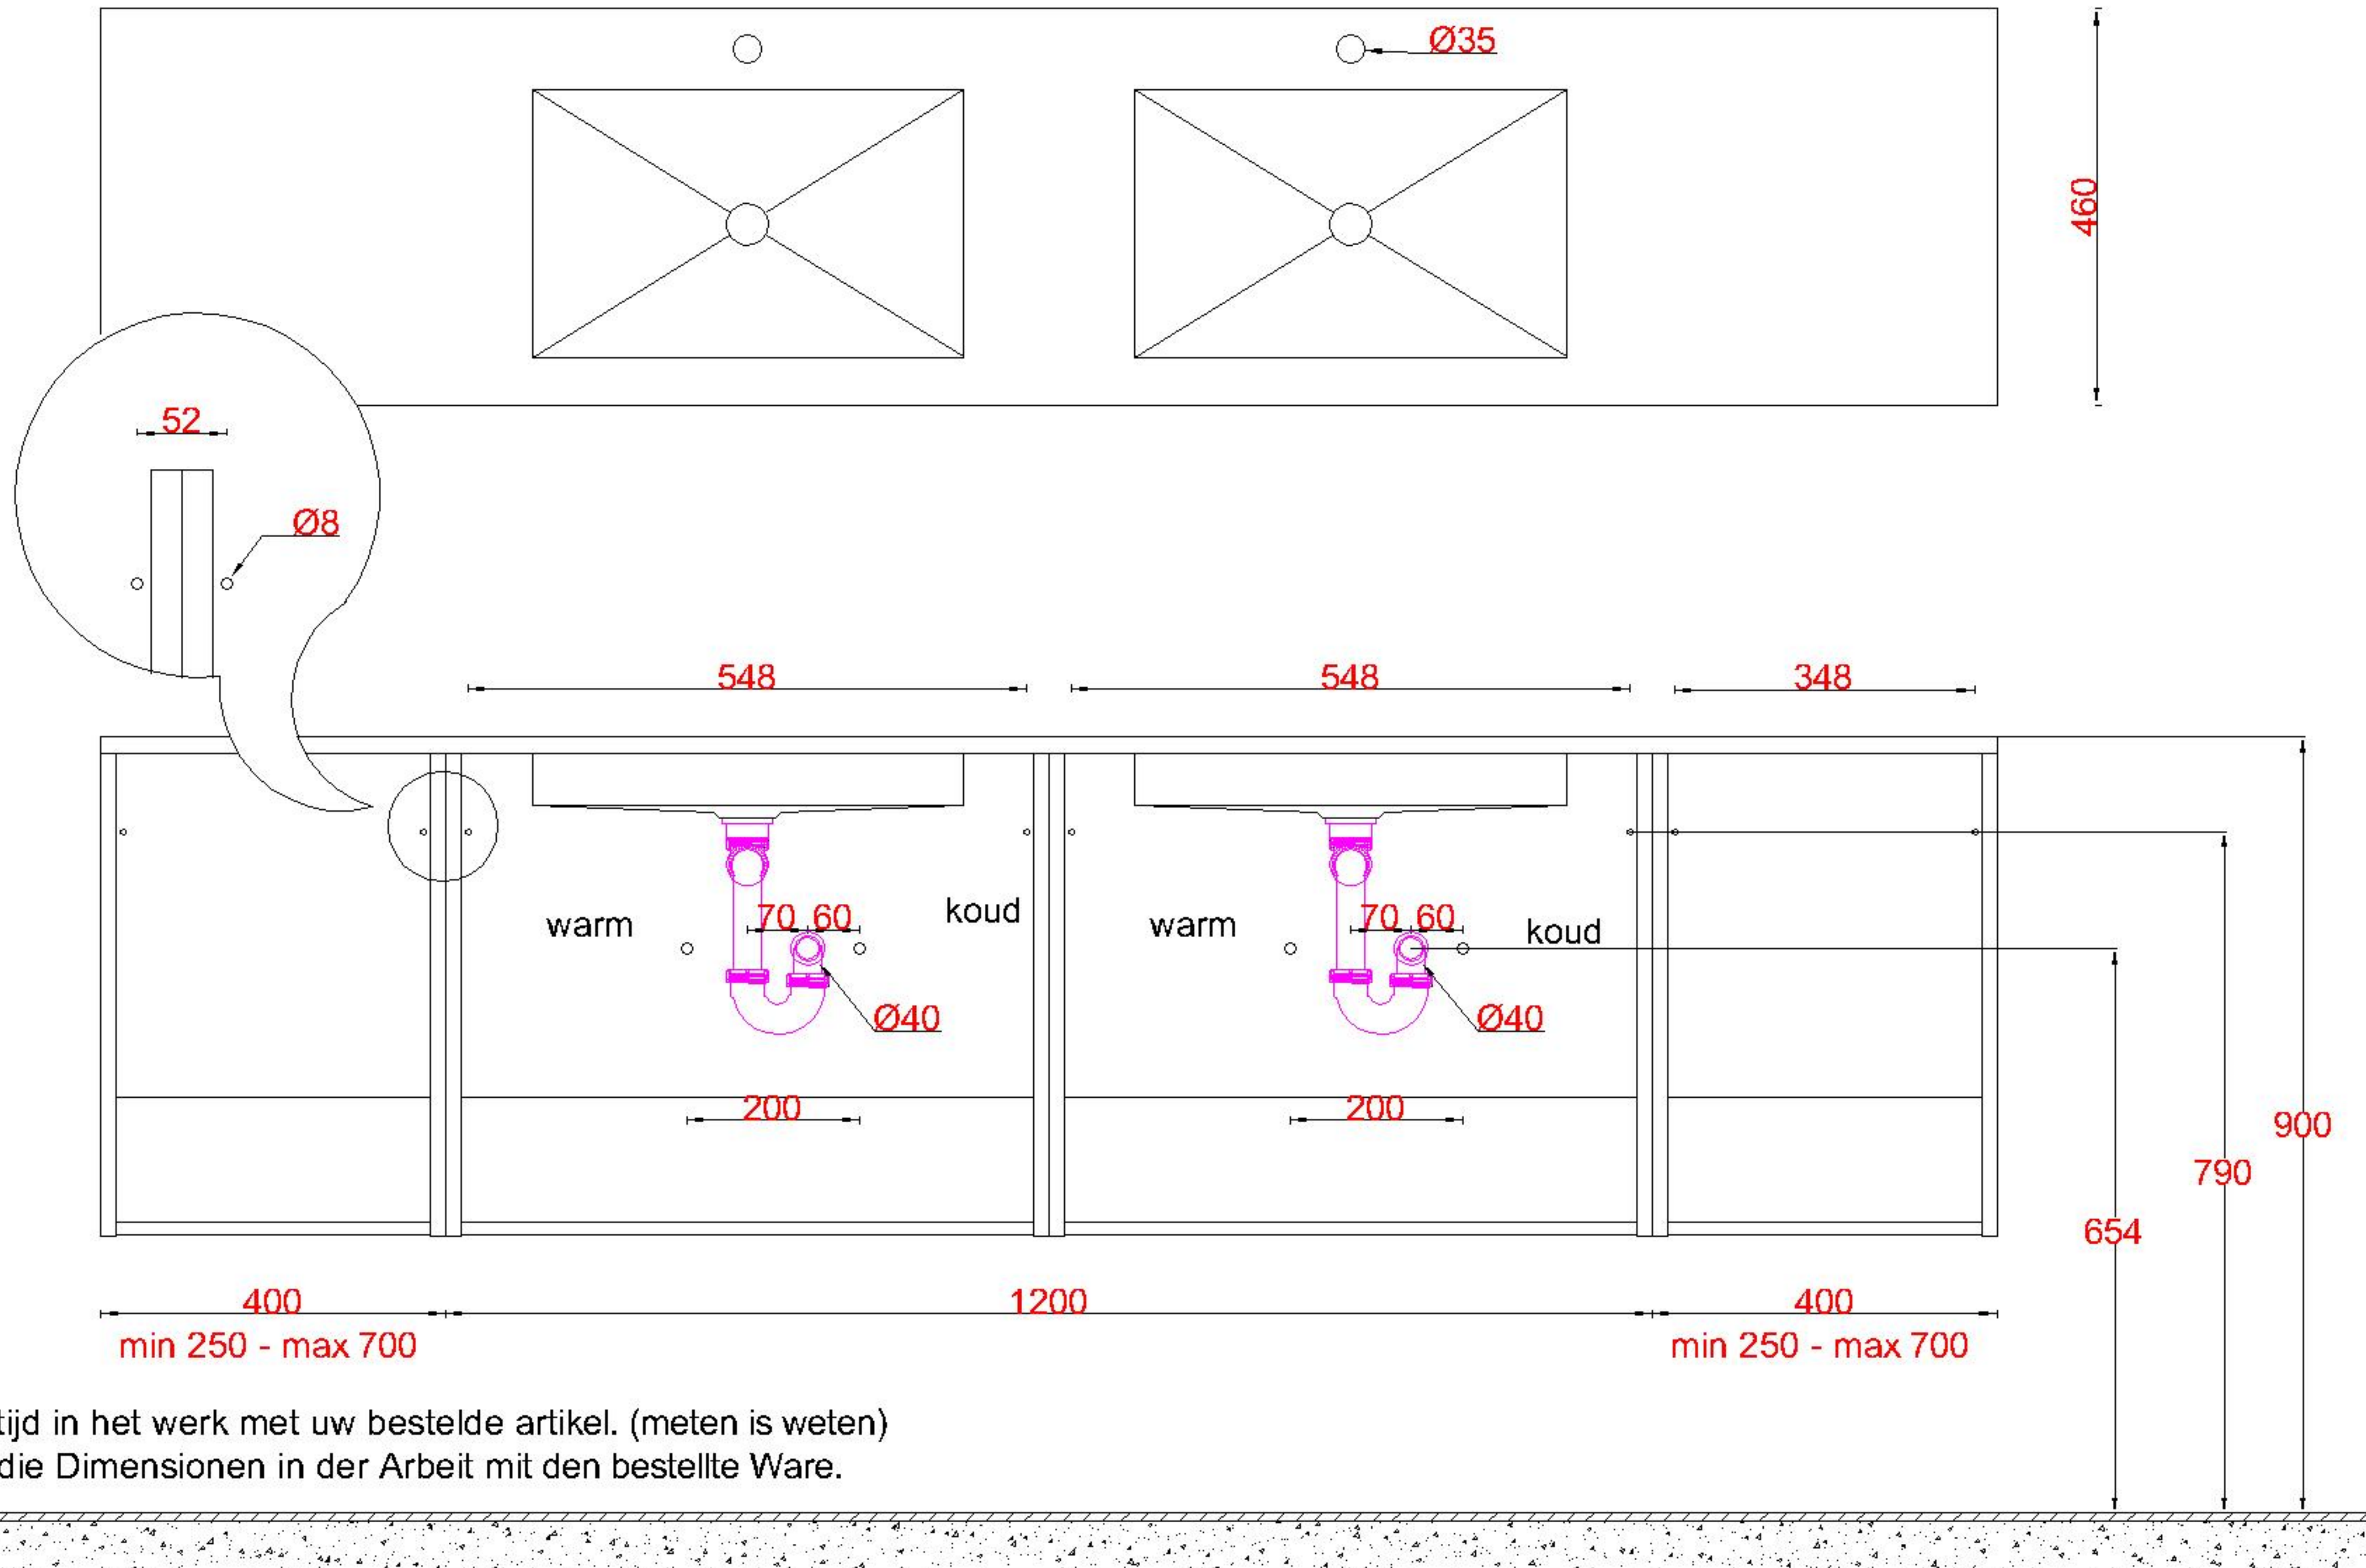 Ø35
460
52
Ø8
548
548
348
warm
70
60
koud
warm
70
60
koud
Ø40
Ø40
200
200
900
790
654
400
1200
400
min 250 - max 700
min 250 - max 700
tijd in het werk met uw bestelde artikel. (meten is weten)
die Dimensionen in der Arbeit mit den bestellte Ware.